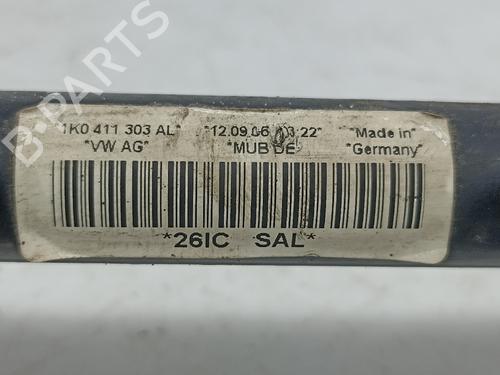 1K0 411 303 AL* *12.09.06 *Made in*
*VW AG* *MUB DE *Germany*
*26IC SAL*
B-PARTS